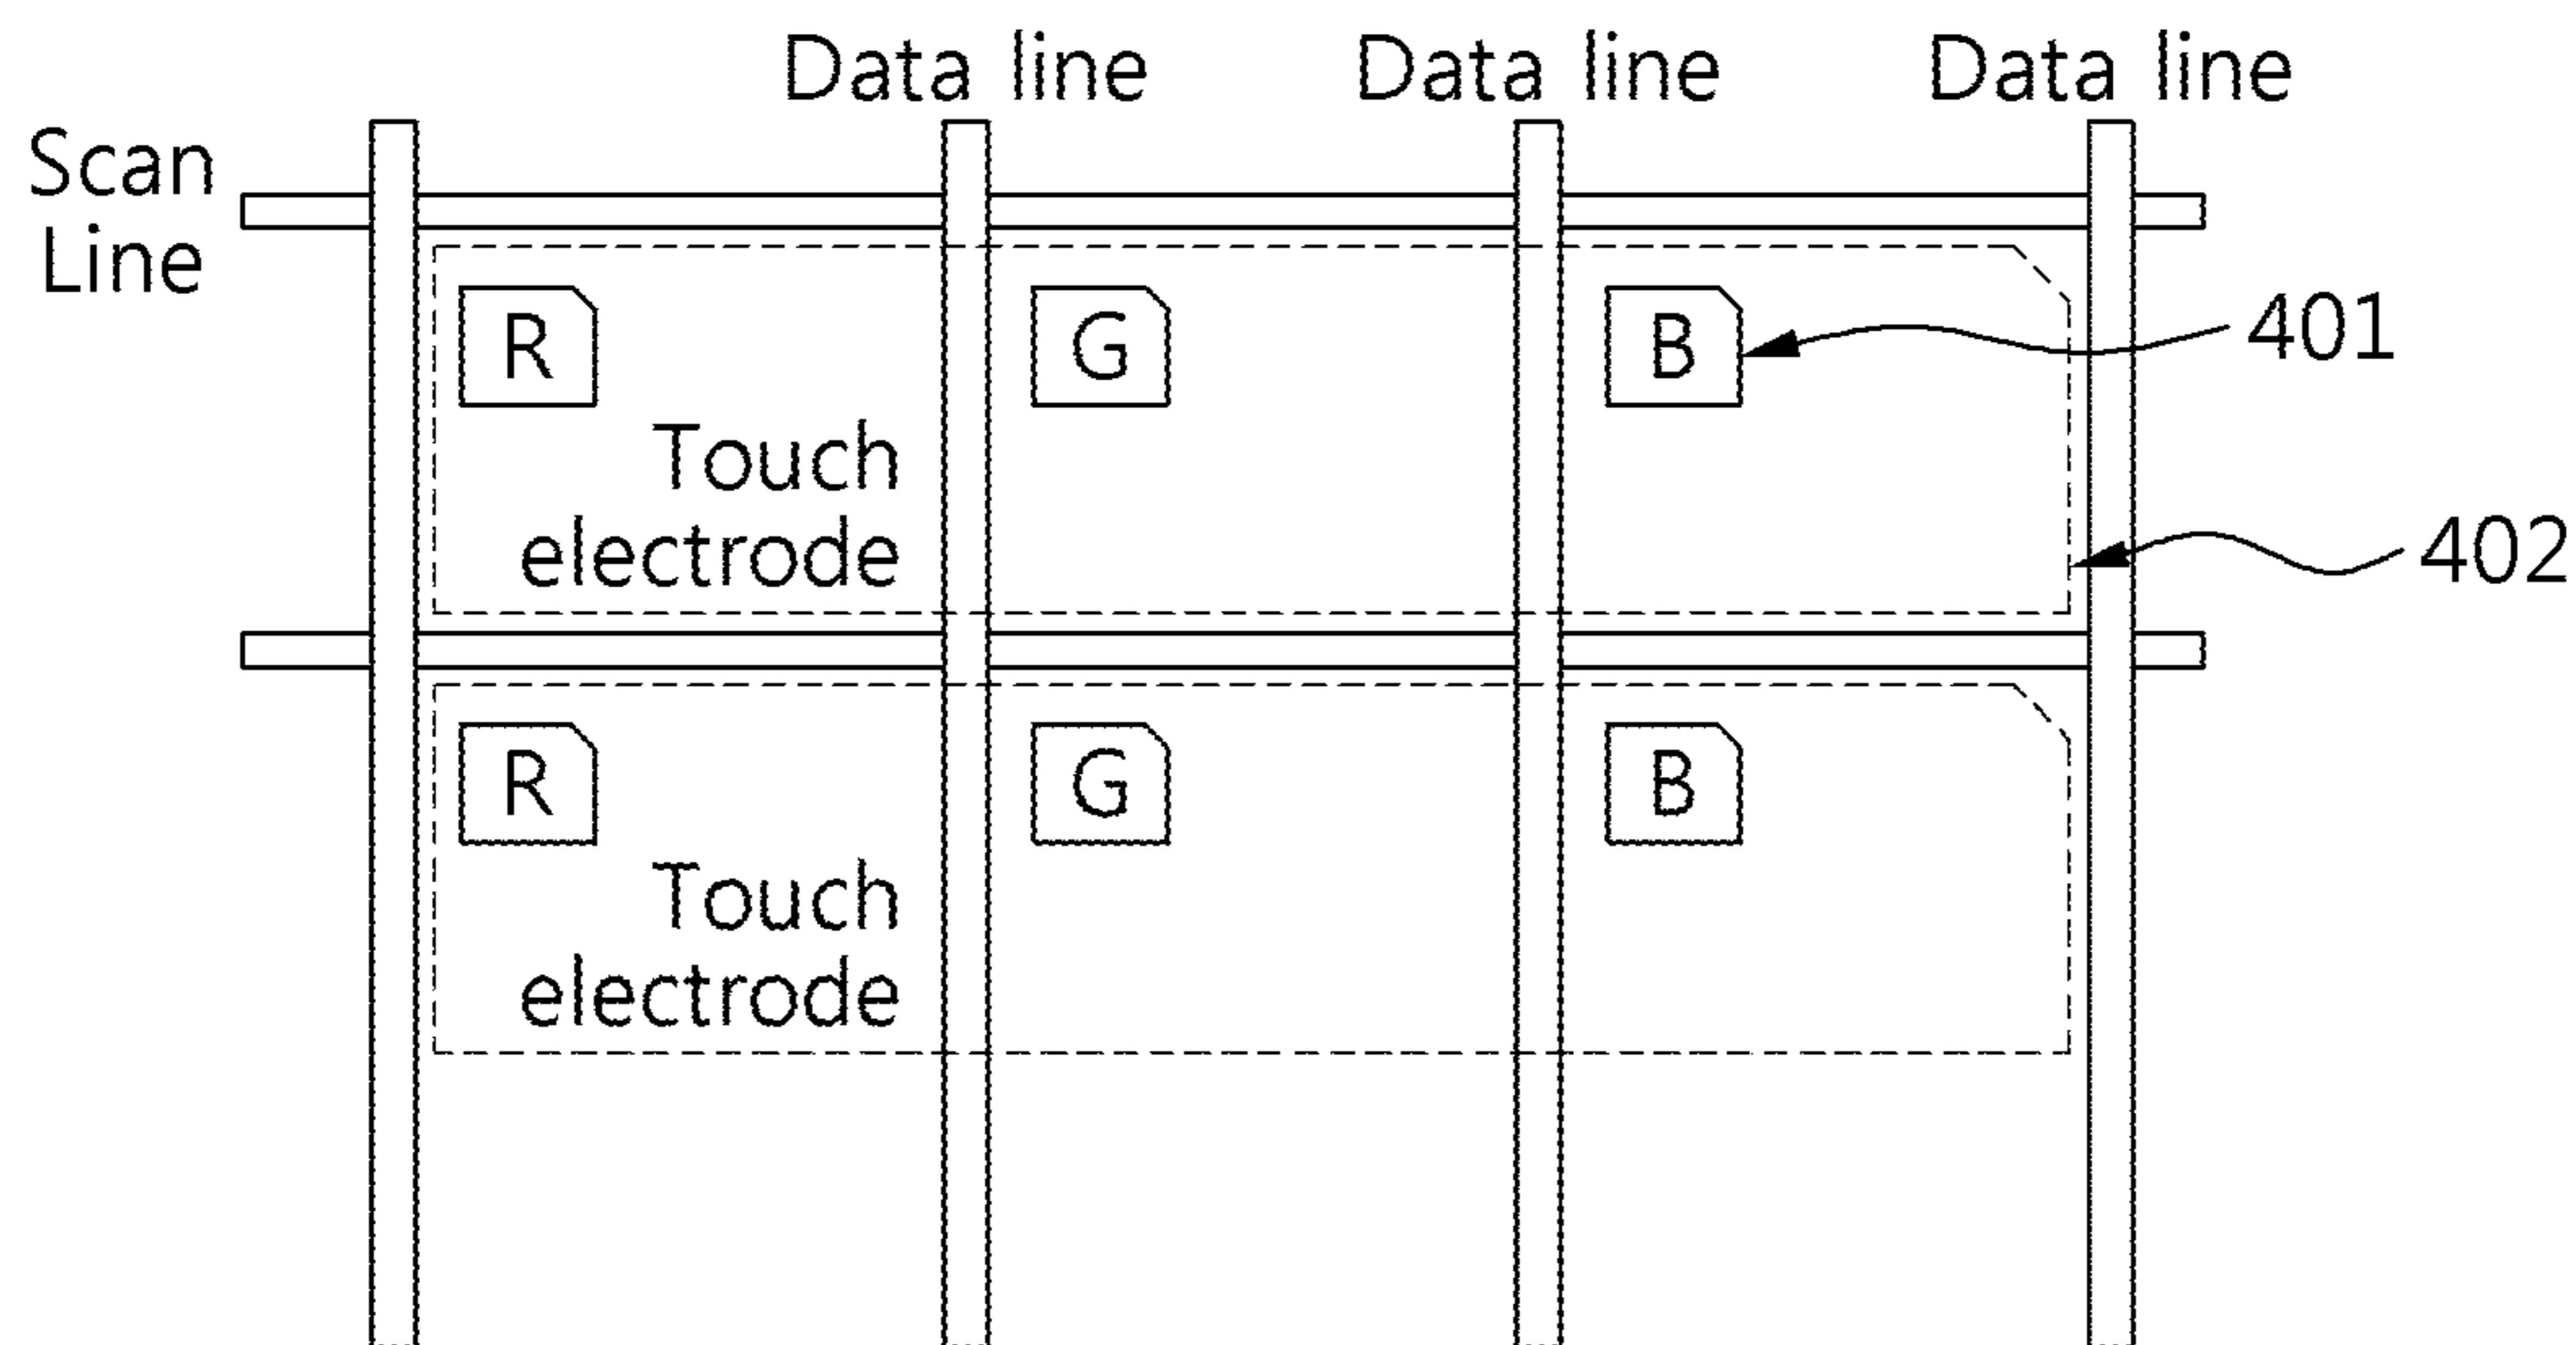 Data line Data line Data line
Scan
Line
R G B 401
Touch
electrode
402
R G B
Touch
electrode